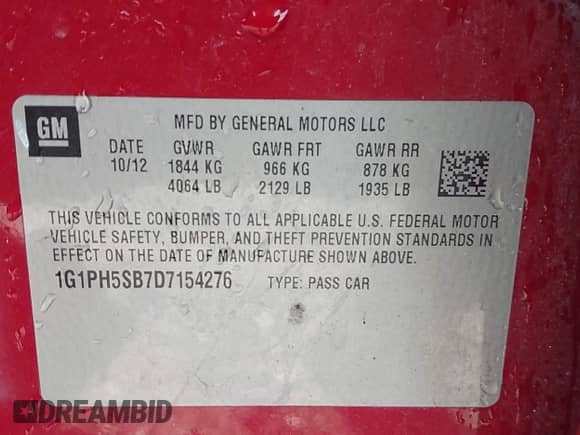 GM
MFD BY GENERAL MOTORS LLC
DATE GVWR GAWR FRT GAWR RR
10/12 1844 KG 966 KG 878 KG
4064 LB 2129 LB 1935 LB
THIS VEHICLE CONFORMS TO ALL APPLICABLE U.S. FEDERAL MOTOR
VEHICLE SAFETY, BUMPER, AND THEFT PREVENTION STANDARDS IN
EFFECT ON THE DATE OF MANUFACTURE SHOWN ABOVE.
1G1PH5SB7D7154276 TYPE: PASS CAR
DREAMBID